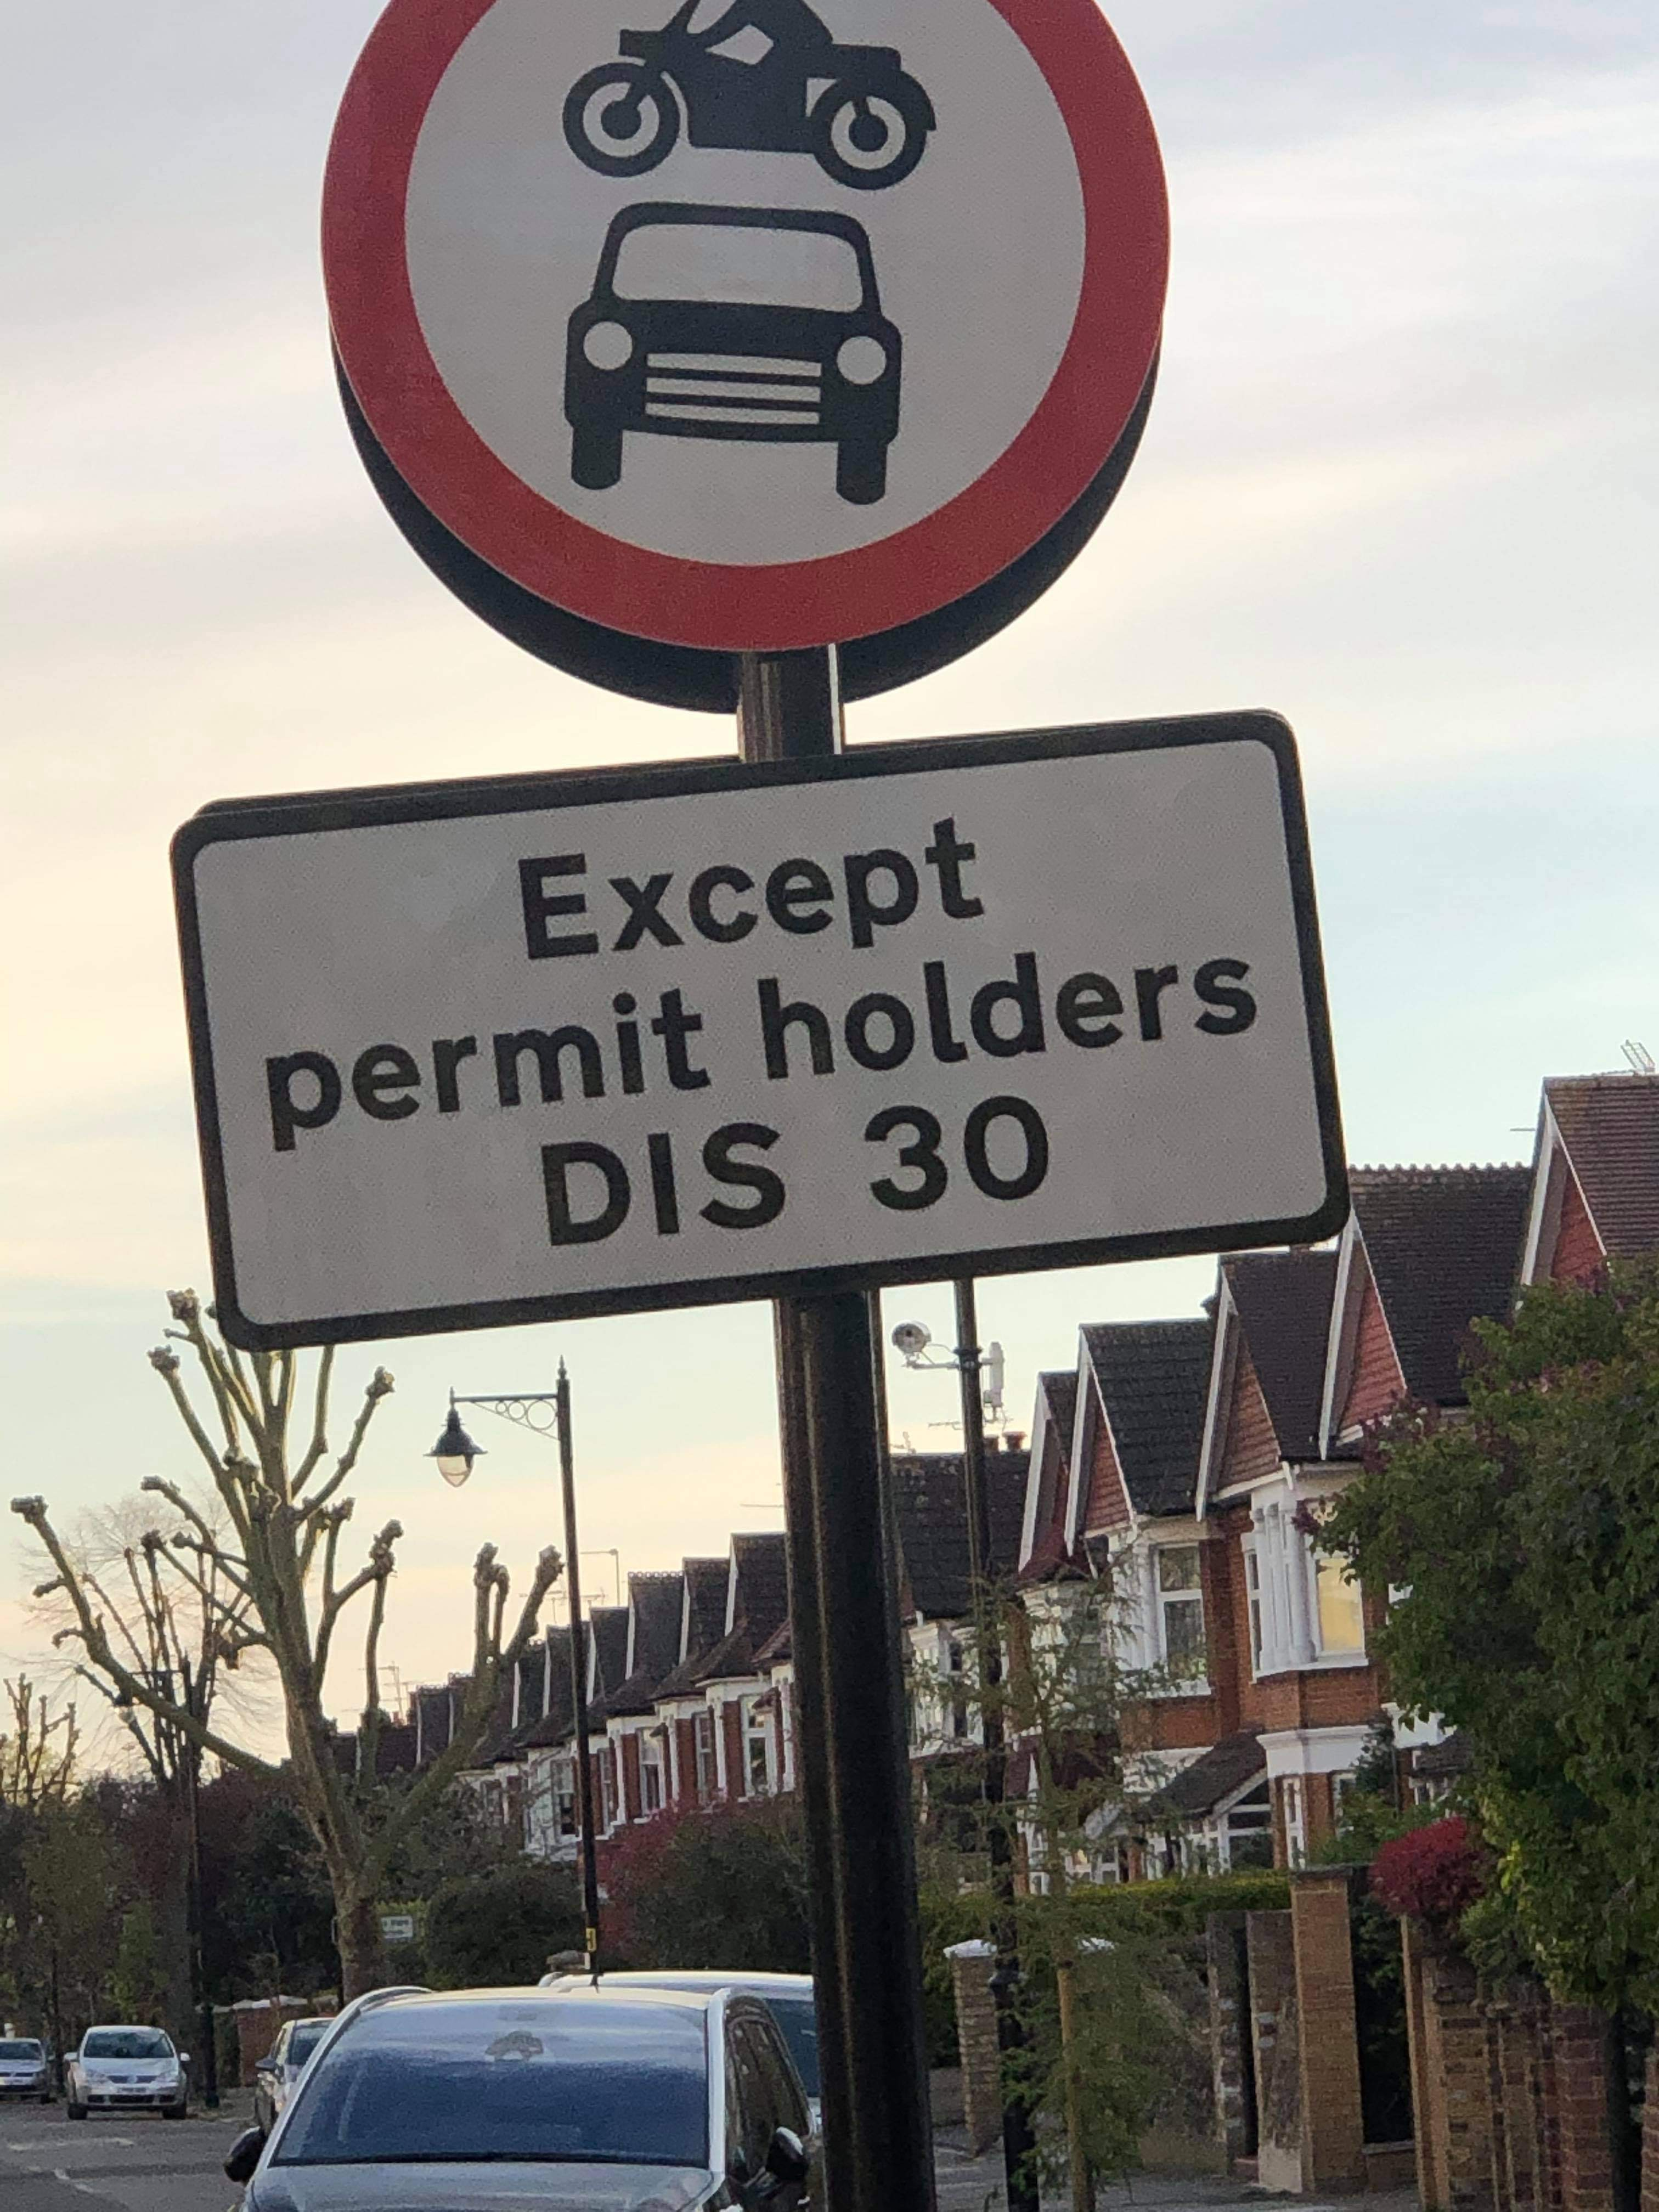 Except
permit holders
DIS 30